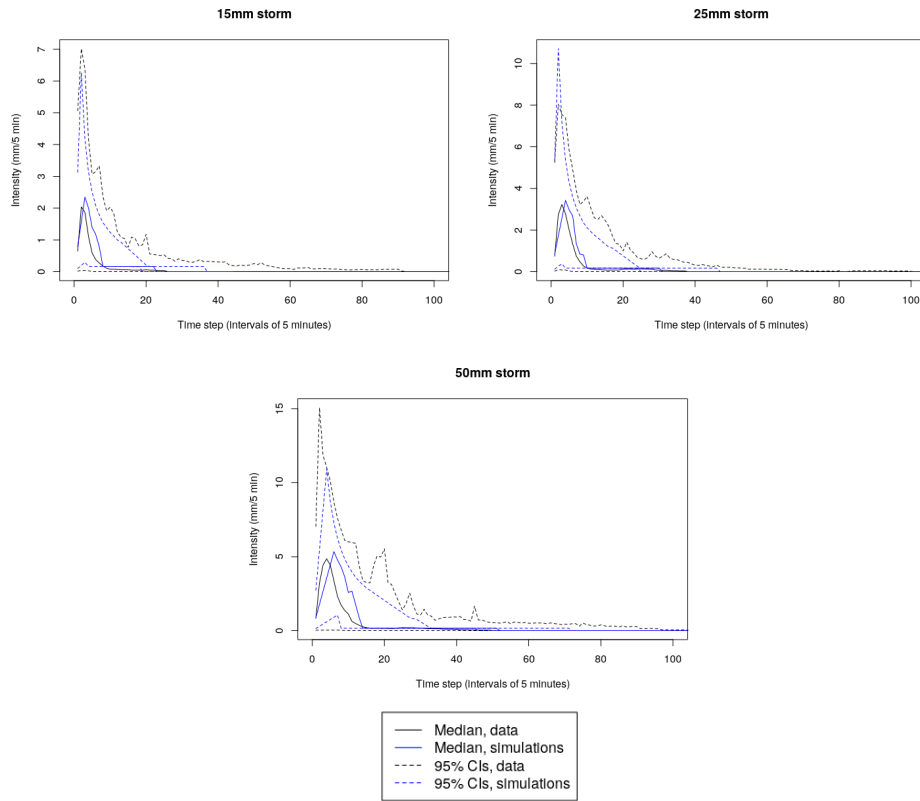 15mm storm
25mm storm
7
6
5
4
3
2
1
0
Intensity (mm/5 min)
0 20 40 60 80 100
Time step (intervals of 5 minutes)
10
8
6
4
2
0
Intensity (mm/5 min)
0 20 40 60 80 100
Time step (intervals of 5 minutes)
50mm storm
15
10
5
0
Intensity (mm/5 min)
0 20 40 60 80 100
Time step (intervals of 5 minutes)
Median, data
Median, simulations
95% CIs, data
95% CIs, simulations